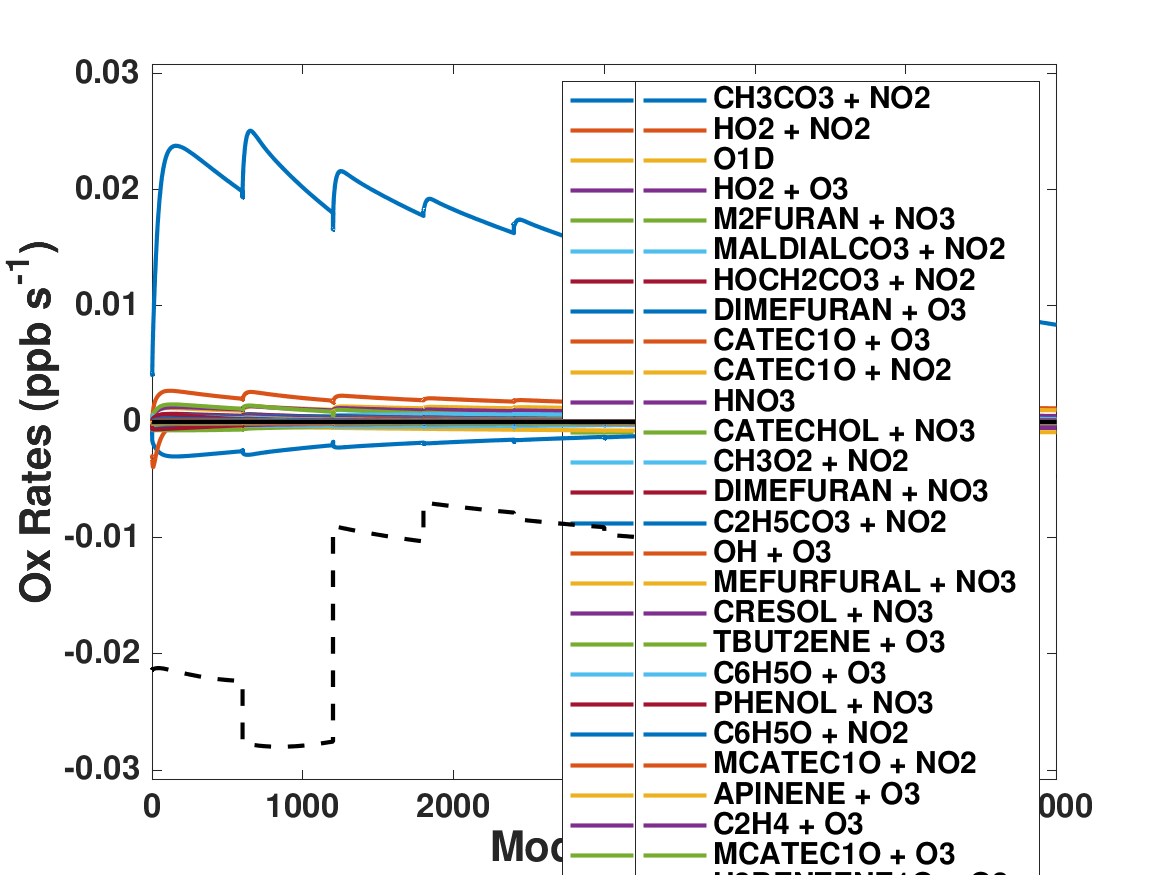 0.03
0.02
0.01
0
-0.01
-0.02
-0.03
Ox Rates (ppb s-1)
0
1000
2000
000
Moc
CH3CO3 + NO2
HO2 + NO2
O1D
HO2 + O3
M2FURAN + NO3
MALDIALCO3 + NO2
HOCH2CO3 + NO2
DIMEFURAN + O3
CATEC1O + O3
CATEC1O + NO2
HNO3
CATECHOL + NO3
CH3O2 + NO2
DIMEFURAN + NO3
C2H5CO3 + NO2
OH + O3
MEFURFURAL + NO3
CRESOL + NO3
TBUT2ENE + O3
C6H5O + O3
PHENOL + NO3
C6H5O + NO2
MCATEC1O + NO2
APINENE + O3
C2H4 + O3
MCATEC1O + O3